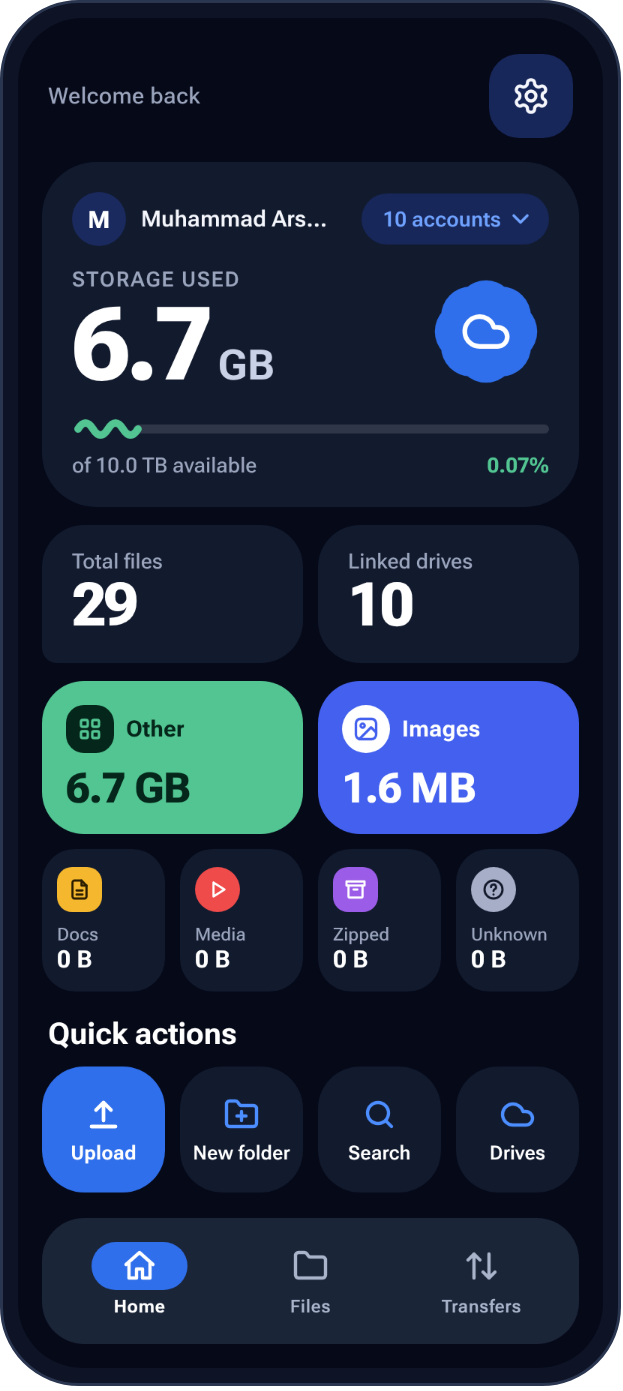 Welcome back
M
Muhammad Ars...
10 accounts
STORAGE USED
6.7 GB
of 10.0 TB available
0.07%
Total files
29
Linked drives
10
Other
6.7 GB
Images
1.6 MB
Docs
0 B
Media
0 B
Zipped
0 B
Unknown
0 B
Quick actions
Upload
New folder
Search
Drives
Home
Files
Transfers